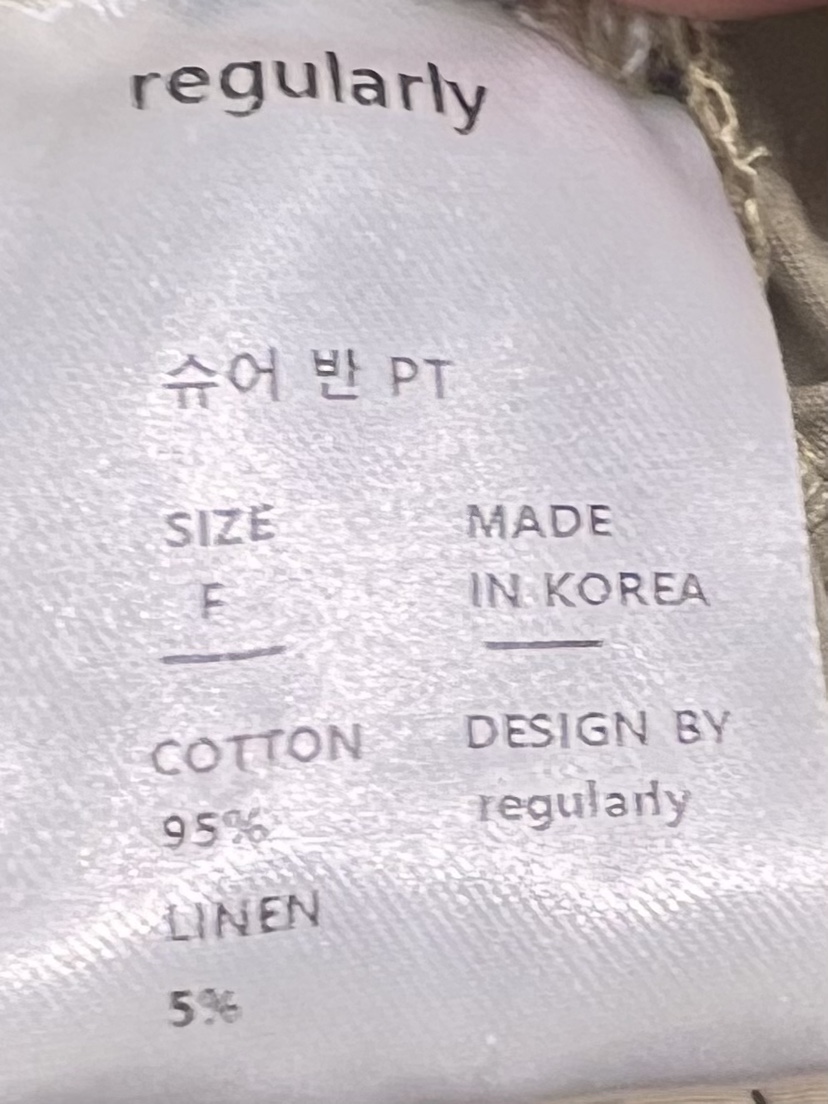 regularly
슈어 반 PT
SIZE
F
MADE
IN KOREA
COTTON
95%
LINEN
5%
DESIGN BY
regularly